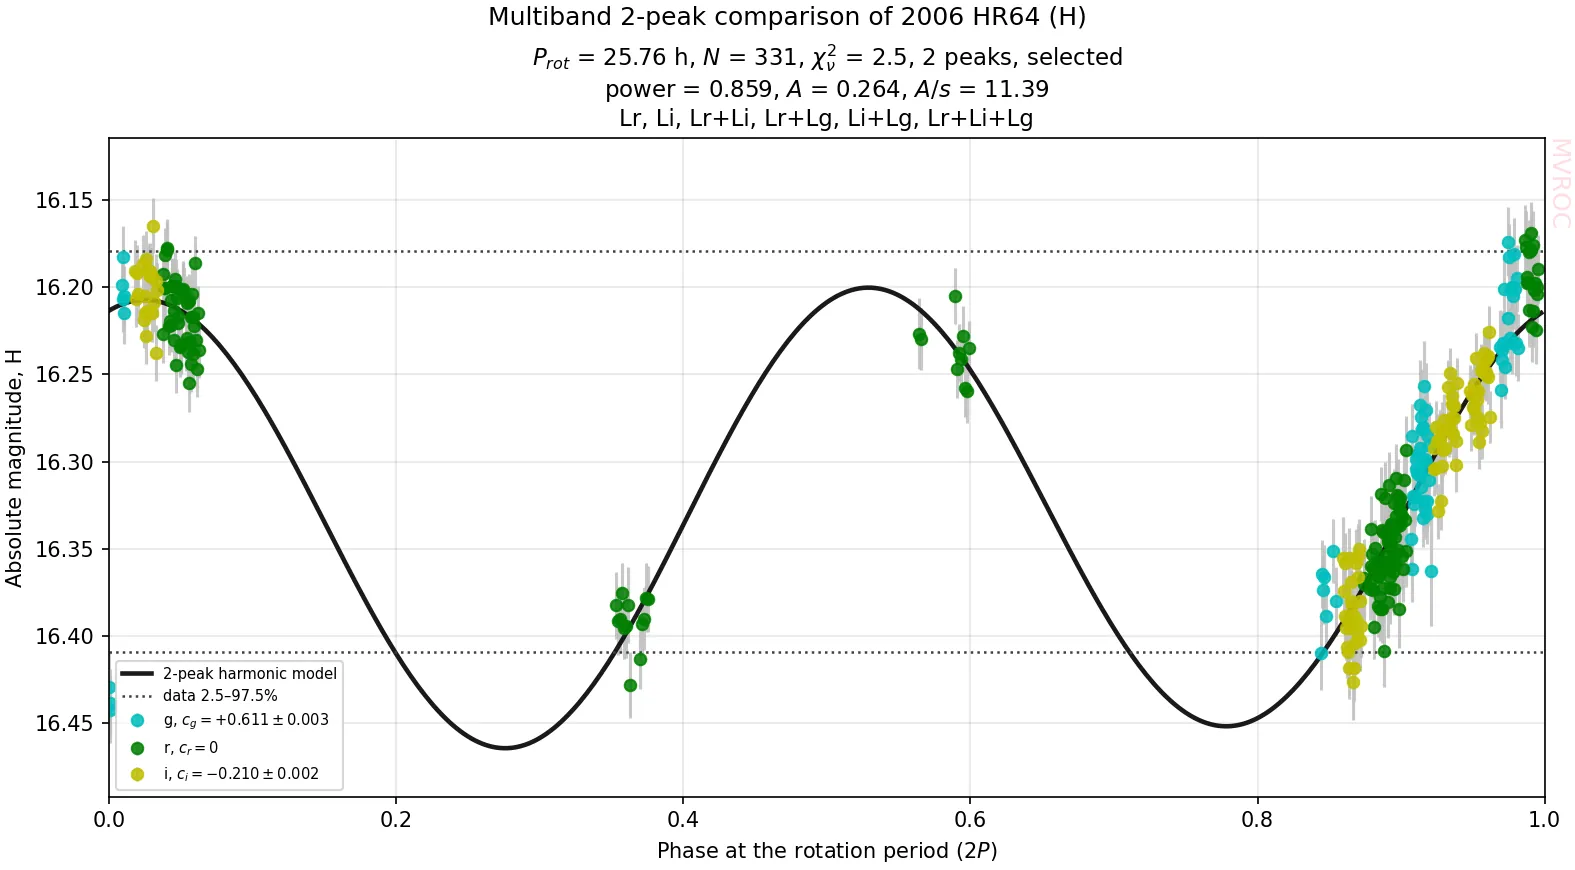 Multiband 2-peak comparison of 2006 HR64 (H)
P_rot = 25.76 h, N = 331, χ²_ν = 2.5, 2 peaks, selected
power = 0.859, A = 0.264, A/s = 11.39
Lr, Li, Lr+Li, Lr+Lg, Li+Lg, Lr+Li+Lg
MVROC
Absolute magnitude, H
16.15
16.20
16.25
16.30
16.35
16.40
16.45
2-peak harmonic model
data 2.5–97.5%
g, c_g = +0.611 ± 0.003
r, c_r = 0
i, c_i = −0.210 ± 0.002
0.0 0.2 0.4 0.6 0.8 1.0
Phase at the rotation period (2P)